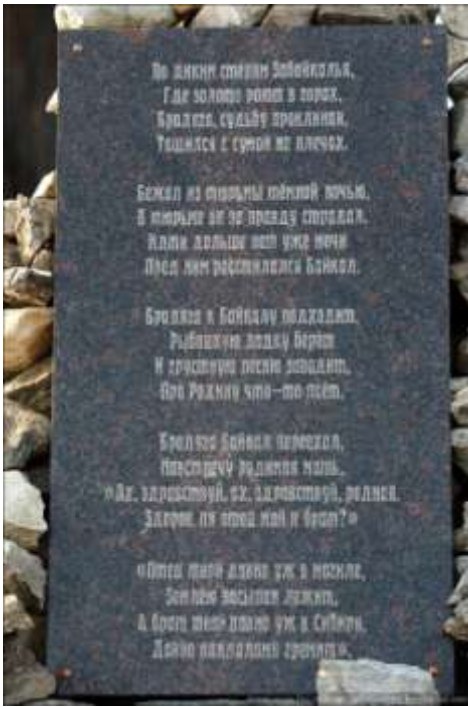 По диким степям Забайкалья,
Где золото роют в горах,
Бродяга, судьбу проклиная,
Тащился с сумой на плечах.
Бежал из тюрьмы тёмной ночью,
В тюрьме он за правду страдал.
Идти дальше нет уже мочи
Пред ним расстилался Байкал.
Бродяга к Байкалу подходит,
Рыбацкую лодку берёт
И грустную песню заводит,
Про Родину что-то поёт.
Бродяга Байкал переехал,
Навстречу родимая мать.
«Ах, здравствуй, ах, здравствуй, родная,
Здоров ли отец мой и брат?»
«Отец твой давно уж в могиле,
Землёю засыпан лежит,
А брат твой давно уж в Сибири,
Давно кандалами гремит».